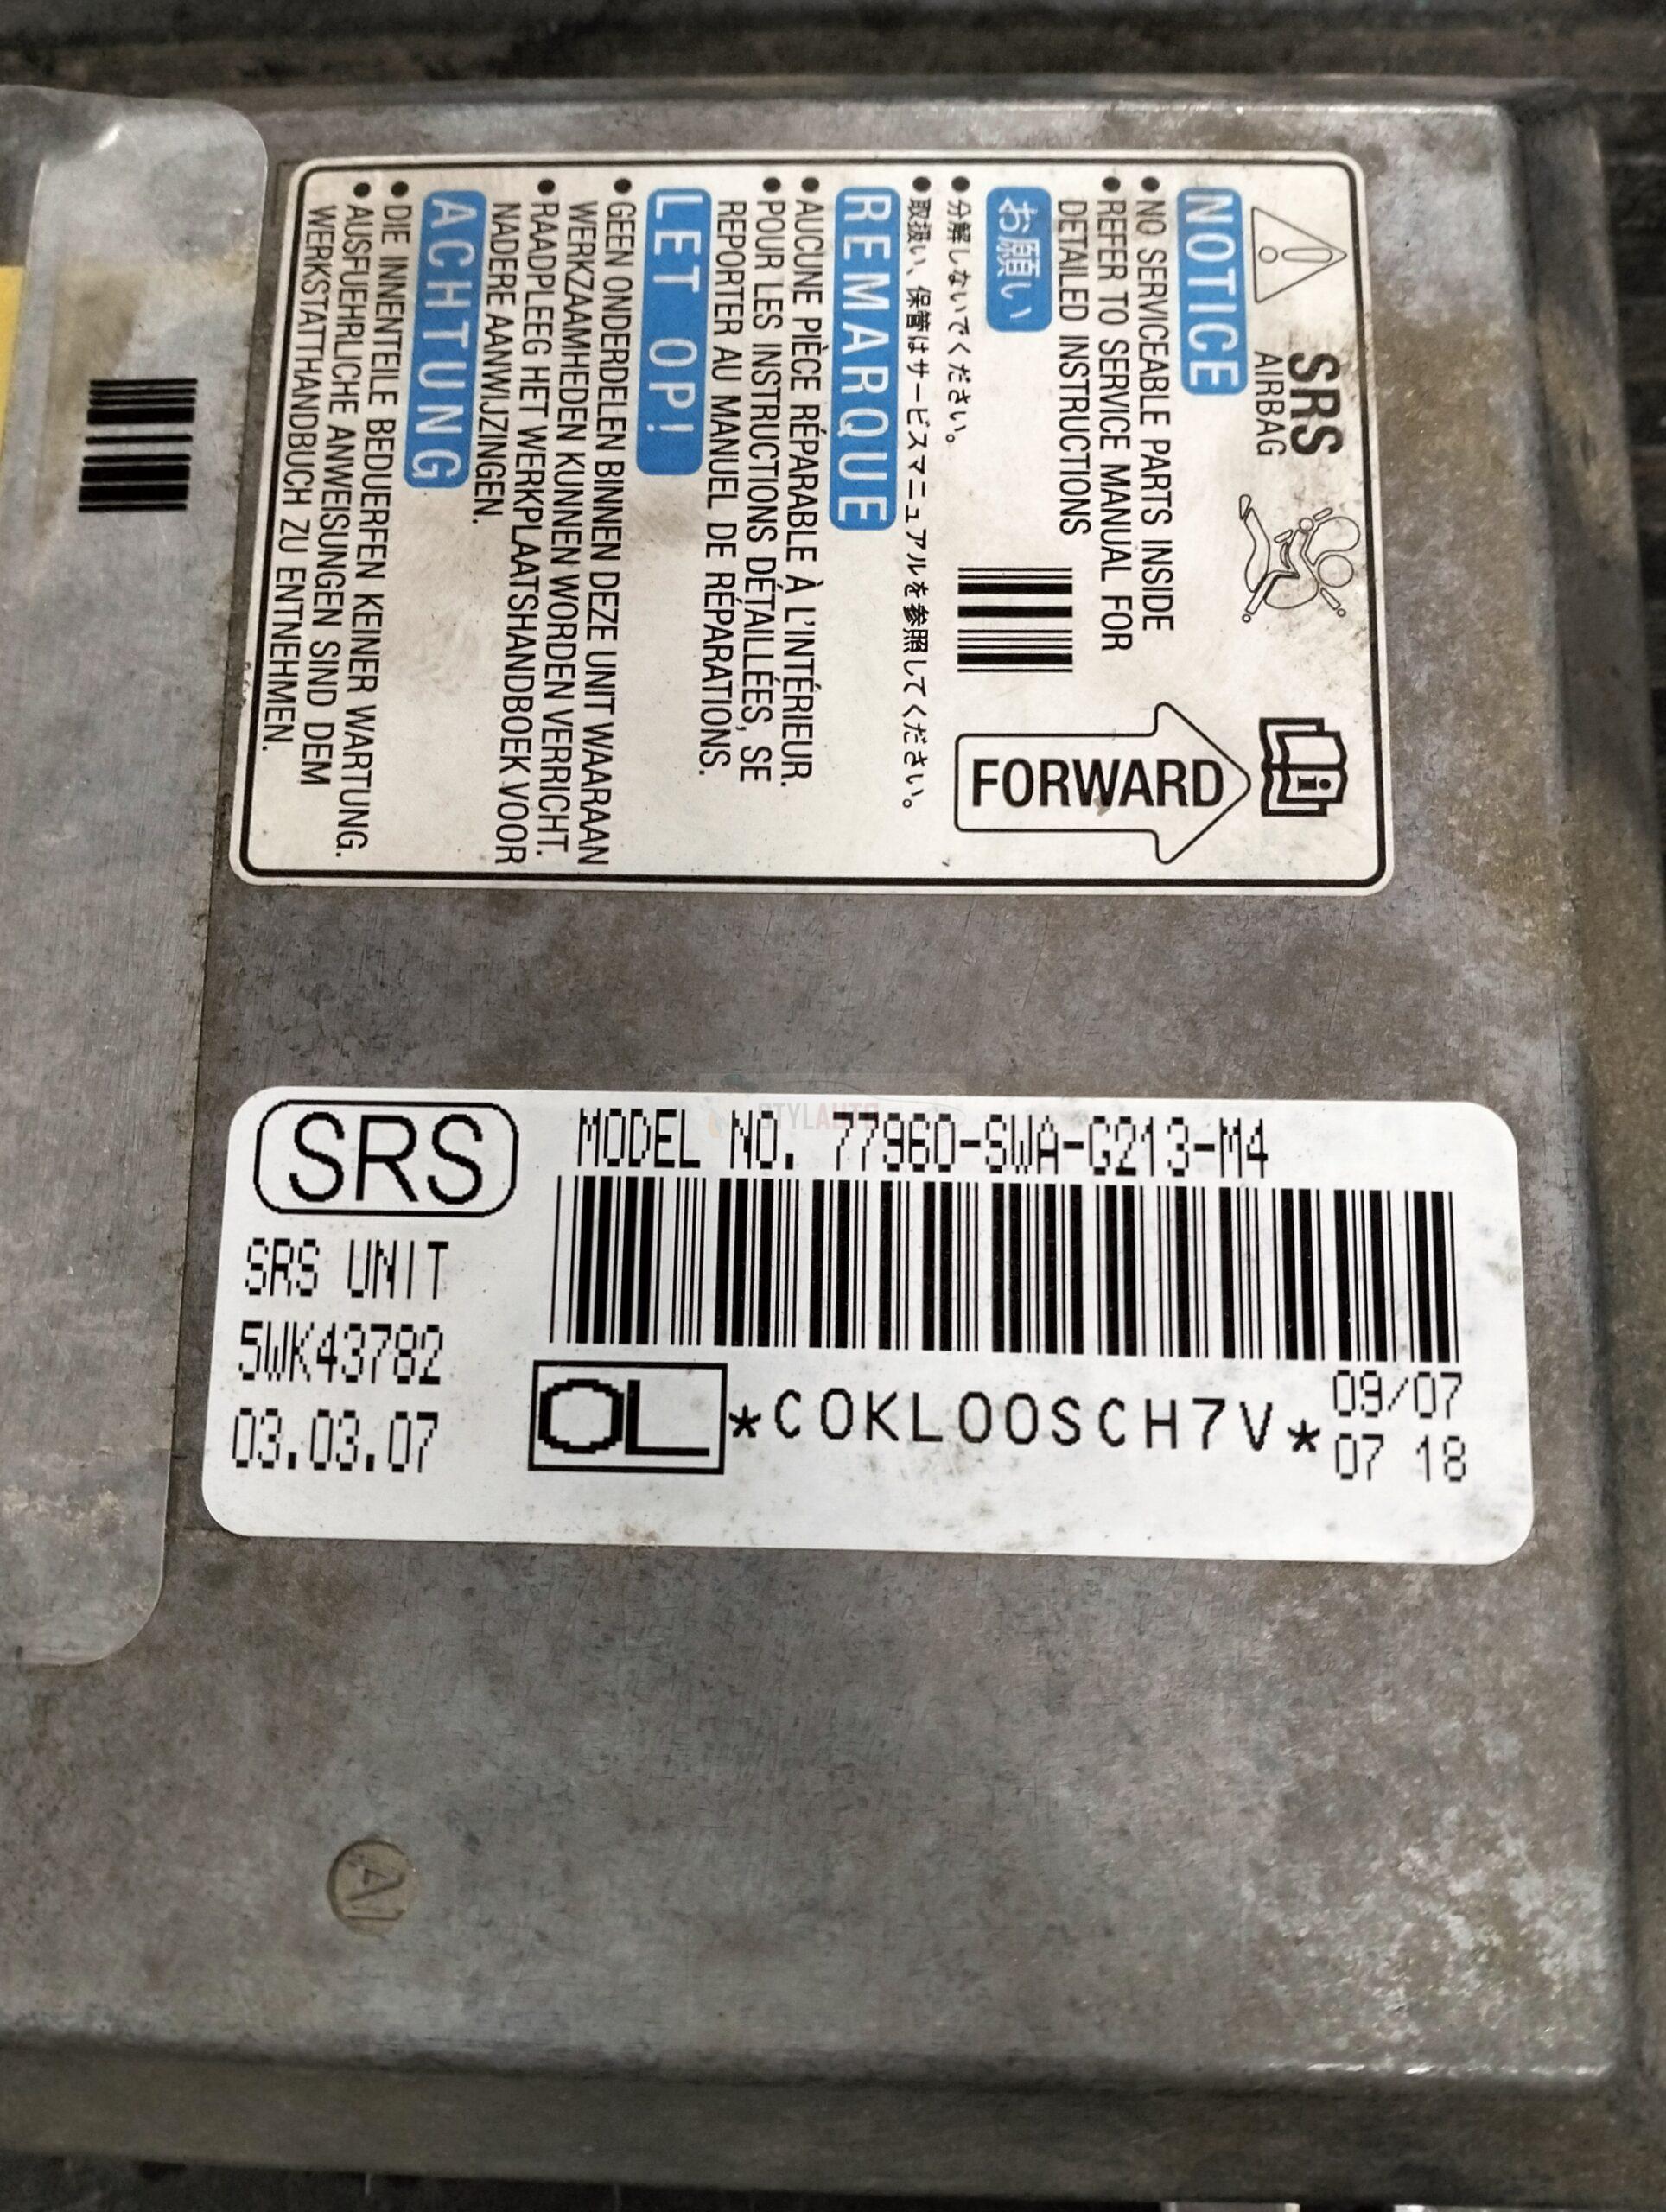 SRS
AIRBAG
NOTICE
• NO SERVICEABLE PARTS INSIDE
• REFER TO SERVICE MANUAL FOR
DETAILED INSTRUCTIONS
お願い
• 分解しないでください。
• 取扱い、保管はサービスマニュアルを参照してください。
FORWARD
REMARQUE
• AUCUNE PIÈCE RÉPARABLE À L'INTÉRIEUR.
• POUR LES INSTRUCTIONS DÉTAILLÉES, SE
REPORTER AU MANUEL DE RÉPARATIONS.
LET OP!
• GEEN ONDERDELEN BINNEN DEZE UNIT WAARAAN
WERKZAAMHEDEN KUNNEN WORDEN VERRICHT.
• RAADPLEEG HET WERKPLAATSHANDBOEK VOOR
NADERE AANWIJZINGEN.
ACHTUNG
• DIE INNENTEILE BEDUERFEN KEINER WARTUNG.
• AUSFUEHRLICHE ANWEISUNGEN SIND DEM
WERKSTATTHANDBUCH ZU ENTNEHMEN.
STYLAUTO
SRS
MODEL NO. 77960-SWA-G213-M4
SRS UNIT
5WK43782
03.03.07
OL
*C0KL00SCH7V*
09/07
07 18
A